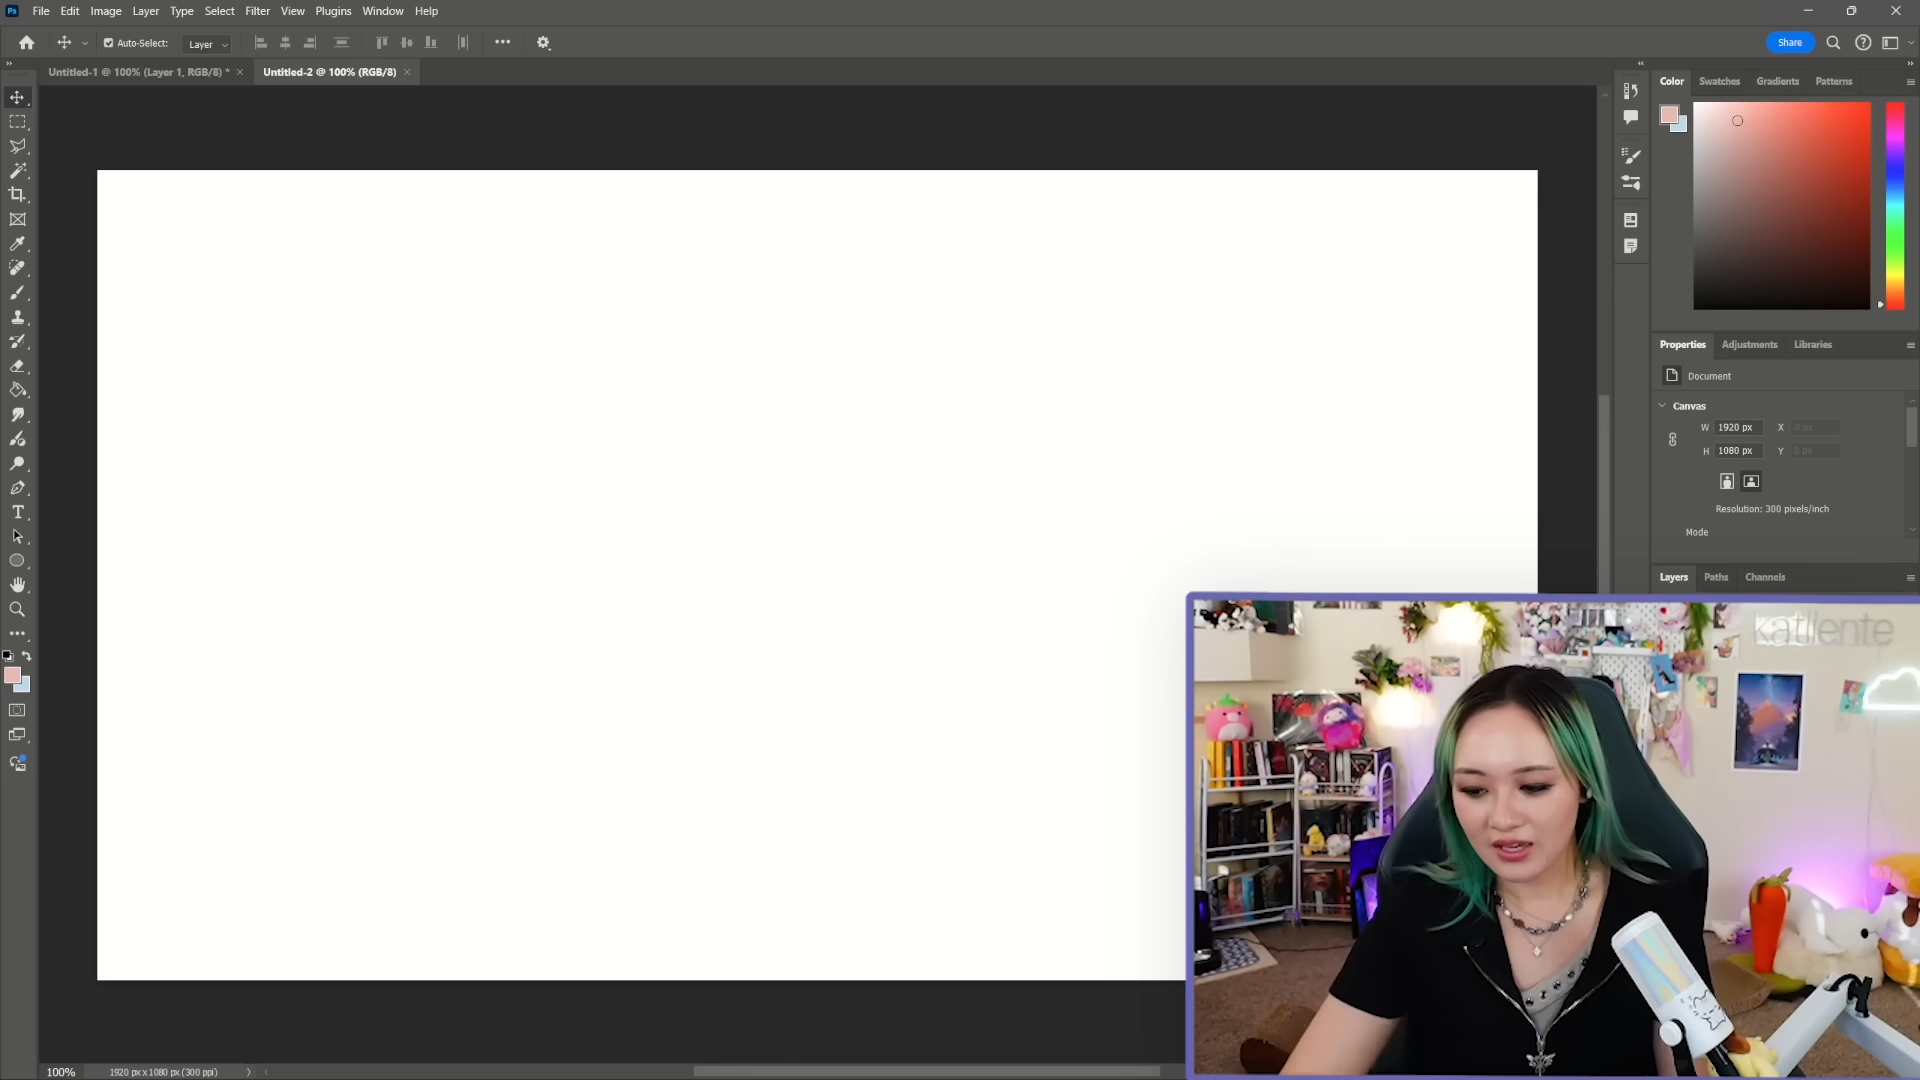 Ps File Edit Image Layer Type Select Filter View Plugins Window Help
Auto-Select: Layer
Share
Untitled-1 @ 100% (Layer 1, RGB/8) *
Untitled-2 @ 100% (RGB/8)
Color Swatches Gradients Patterns
Properties Adjustments Libraries
Document
Canvas
W 1920 px X 0 px
H 1080 px Y 0 px
Resolution: 300 pixels/inch
Mode
Layers Paths Channels
katliente
100% 1920 px x 1080 px (300 ppi)